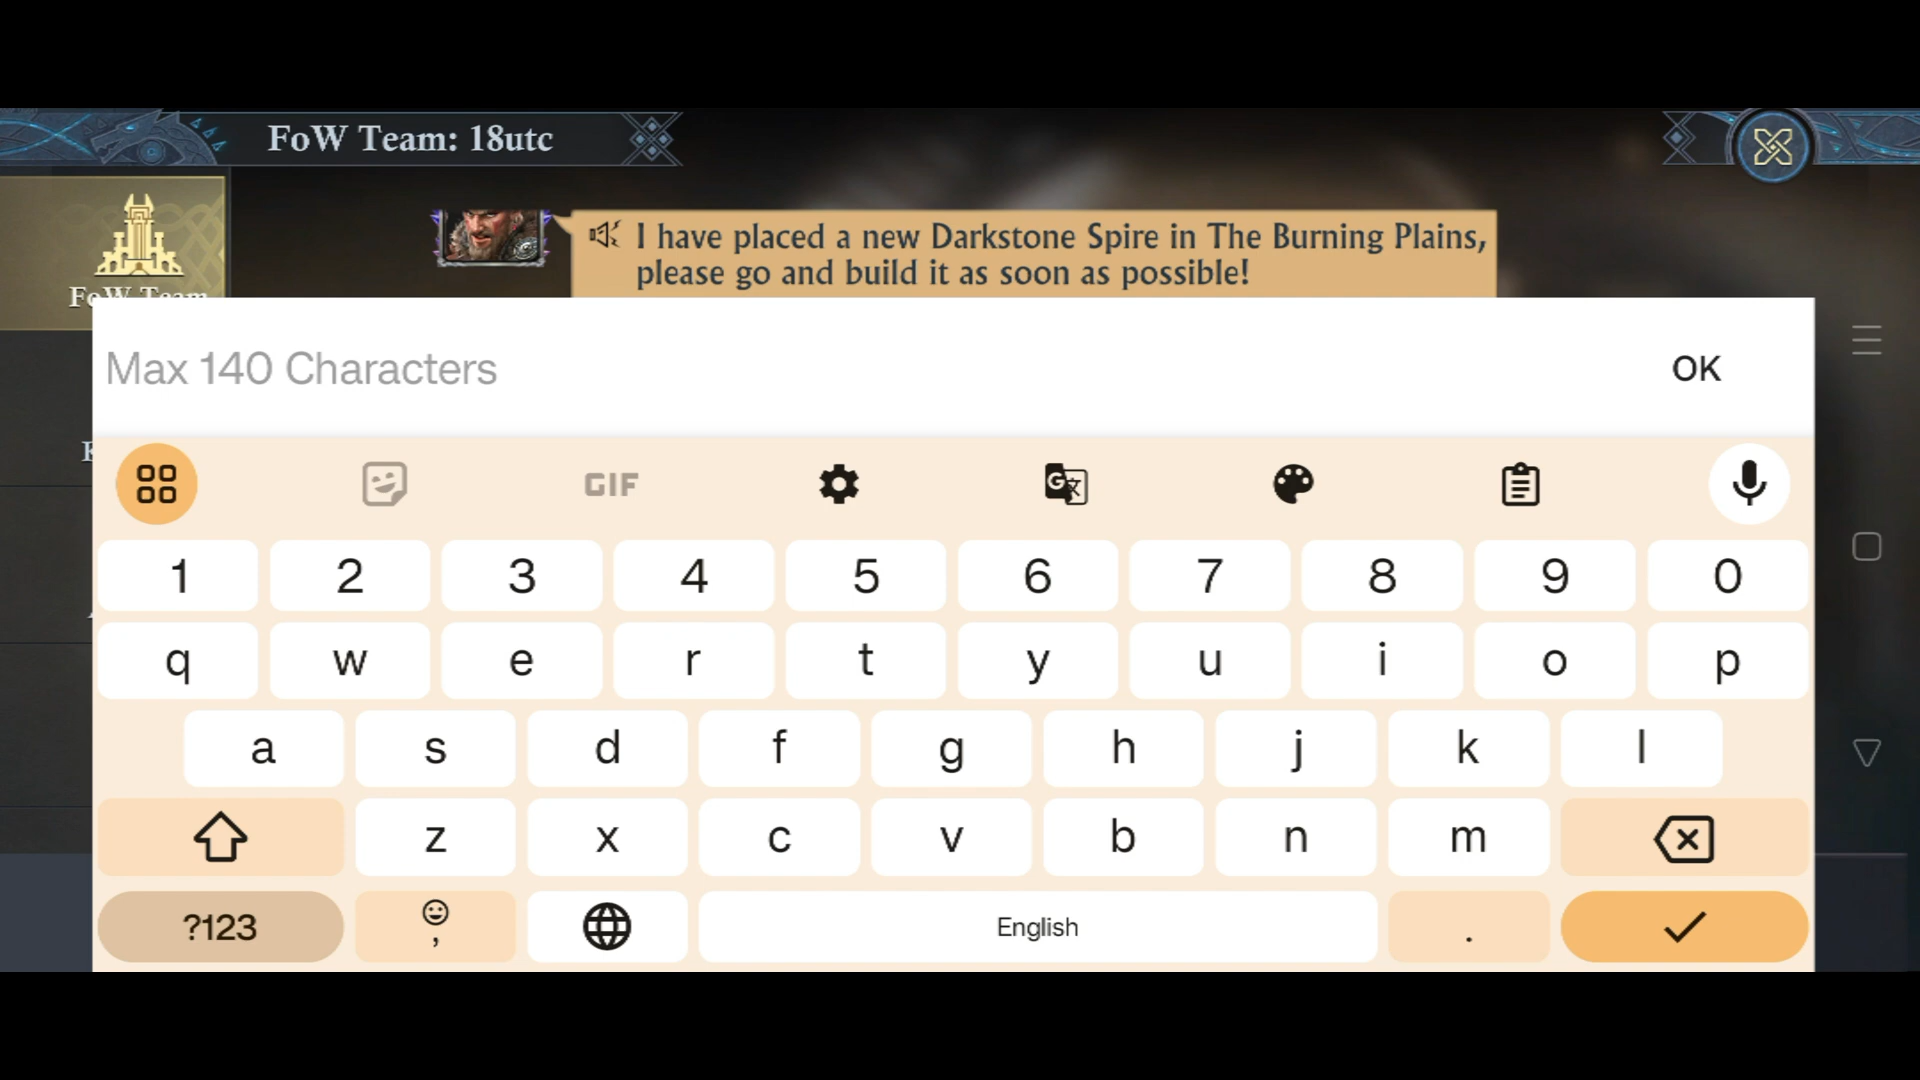 FoW Team: 18utc
I have placed a new Darkstone Spire in The Burning Plains,
please go and build it as soon as possible!
FoW Team
Max 140 Characters
OK
GIF
1 2 3 4 5 6 7 8 9 0
q w e r t y u i o p
a s d f g h j k l
z x c v b n m
?123 , English .